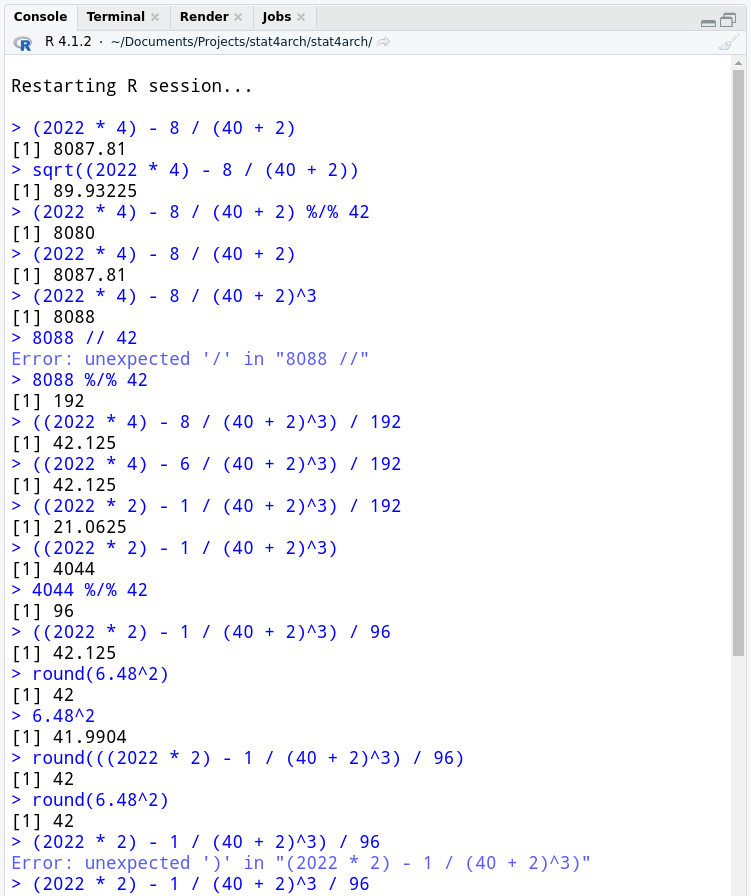 Console Terminal × Render × Jobs ×
R R 4.1.2 · ~/Documents/Projects/stat4arch/stat4arch/
Restarting R session...
> (2022 * 4) - 8 / (40 + 2)
[1] 8087.81
> sqrt((2022 * 4) - 8 / (40 + 2))
[1] 89.93225
> (2022 * 4) - 8 / (40 + 2) %/% 42
[1] 8080
> (2022 * 4) - 8 / (40 + 2)
[1] 8087.81
> (2022 * 4) - 8 / (40 + 2)^3
[1] 8088
> 8088 // 42
Error: unexpected '/' in "8088 //"
> 8088 %/% 42
[1] 192
> ((2022 * 4) - 8 / (40 + 2)^3) / 192
[1] 42.125
> ((2022 * 4) - 6 / (40 + 2)^3) / 192
[1] 42.125
> ((2022 * 2) - 1 / (40 + 2)^3) / 192
[1] 21.0625
> ((2022 * 2) - 1 / (40 + 2)^3)
[1] 4044
> 4044 %/% 42
[1] 96
> ((2022 * 2) - 1 / (40 + 2)^3) / 96
[1] 42.125
> round(6.48^2)
[1] 42
> 6.48^2
[1] 41.9904
> round(((2022 * 2) - 1 / (40 + 2)^3) / 96)
[1] 42
> round(6.48^2)
[1] 42
> (2022 * 2) - 1 / (40 + 2)^3) / 96
Error: unexpected ')' in "(2022 * 2) - 1 / (40 + 2)^3)"
> (2022 * 2) - 1 / (40 + 2)^3 / 96